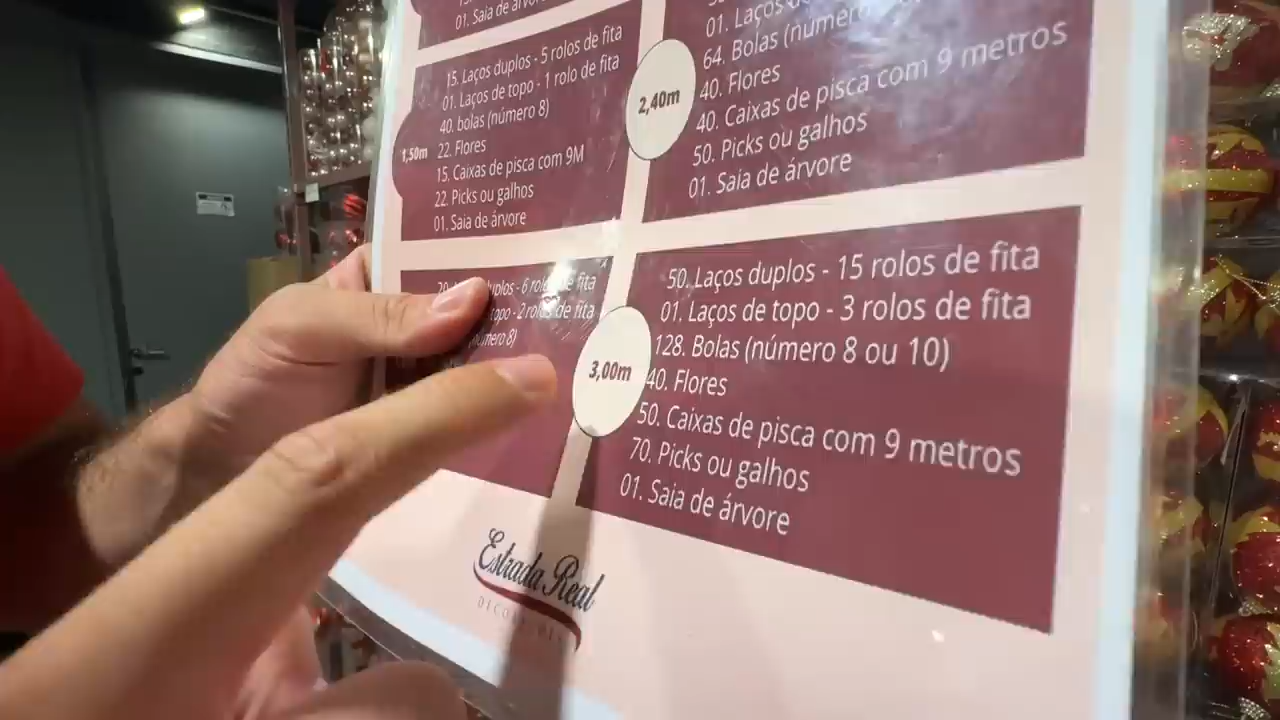 01. Saia de árvore
15. Laços duplos - 5 rolos de fita
01. Laços de topo - 1 rolo de fita
40. bolas (número 8)
22. Flores
15. Caixas de pisca com 9M
22. Picks ou galhos
01. Saia de árvore
1,50m
01. Laços
64. Bolas (número
40. Flores
40. Caixas de pisca com 9 metros
50. Picks ou galhos
01. Saia de árvore
2,40m
20. uplos - 6 rolos de fita
topo - 2 rolos de fita
(número 8)
50. Laços duplos - 15 rolos de fita
01. Laços de topo - 3 rolos de fita
128. Bolas (número 8 ou 10)
40. Flores
50. Caixas de pisca com 9 metros
70. Picks ou galhos
01. Saia de árvore
3,00m
Estrada Real